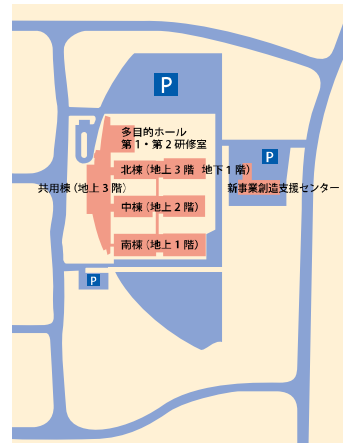 P
多目的ホール
第１・第２研修室
P
北棟（地上３階 地下１階）
共用棟（地上３階）
新事業創造支援センター
中棟（地上２階）
南棟（地上１階）
P